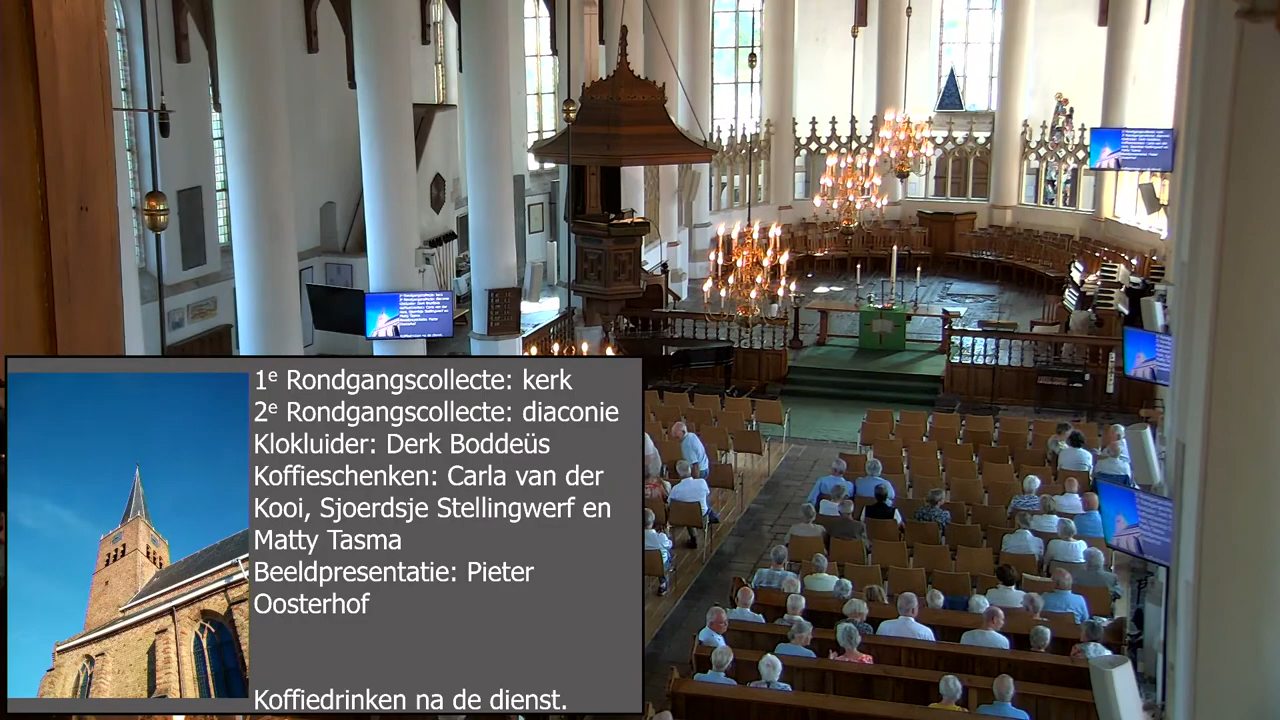 1e Rondgangscollecte: kerk
2e Rondgangscollecte: diaconie
Klokluider: Derk Boddeüs
Koffieschenken: Carla van der
Kooi, Sjoerdsje Stellingwerf en
Matty Tasma
Beeldpresentatie: Pieter
Oosterhof
Koffiedrinken na de dienst.